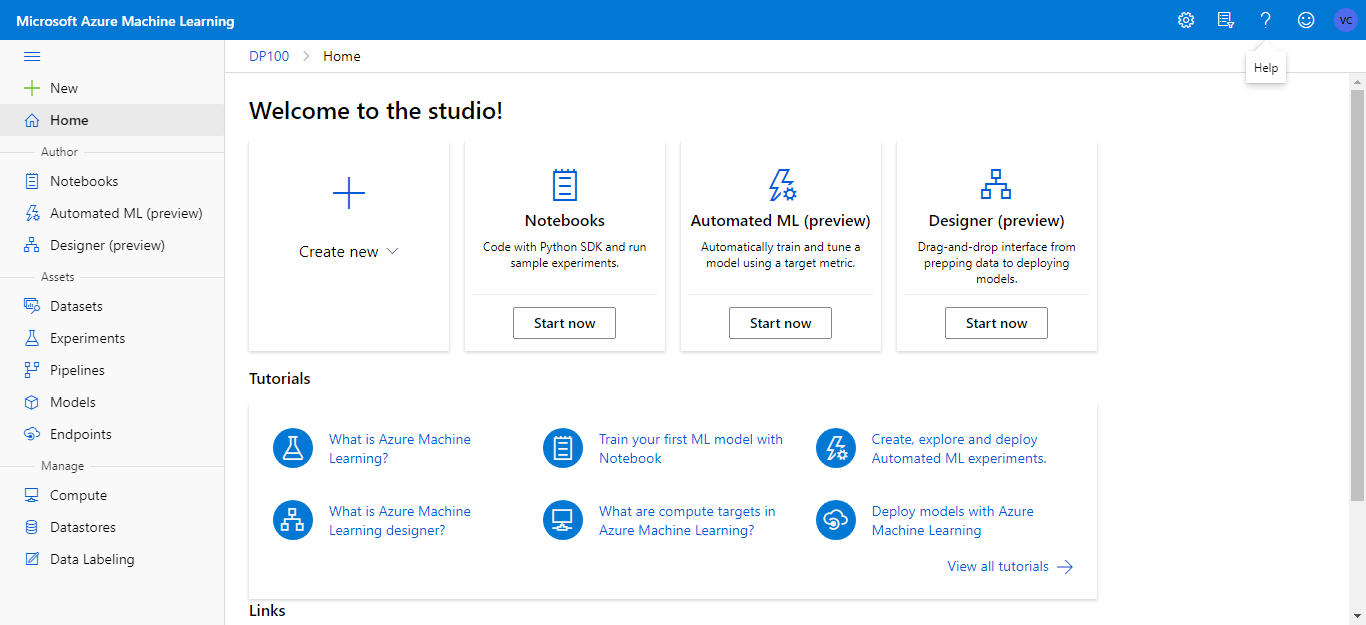 Microsoft Azure Machine Learning
VC
DP100 > Home
Help
New
Home
Author
Notebooks
Automated ML (preview)
Designer (preview)
Assets
Datasets
Experiments
Pipelines
Models
Endpoints
Manage
Compute
Datastores
Data Labeling
Welcome to the studio!
Create new
Notebooks
Code with Python SDK and run
sample experiments.
Start now
Automated ML (preview)
Automatically train and tune a
model using a target metric.
Start now
Designer (preview)
Drag-and-drop interface from
prepping data to deploying
models.
Start now
Tutorials
What is Azure Machine
Learning?
Train your first ML model with
Notebook
Create, explore and deploy
Automated ML experiments.
What is Azure Machine
Learning designer?
What are compute targets in
Azure Machine Learning?
Deploy models with Azure
Machine Learning
View all tutorials
Links